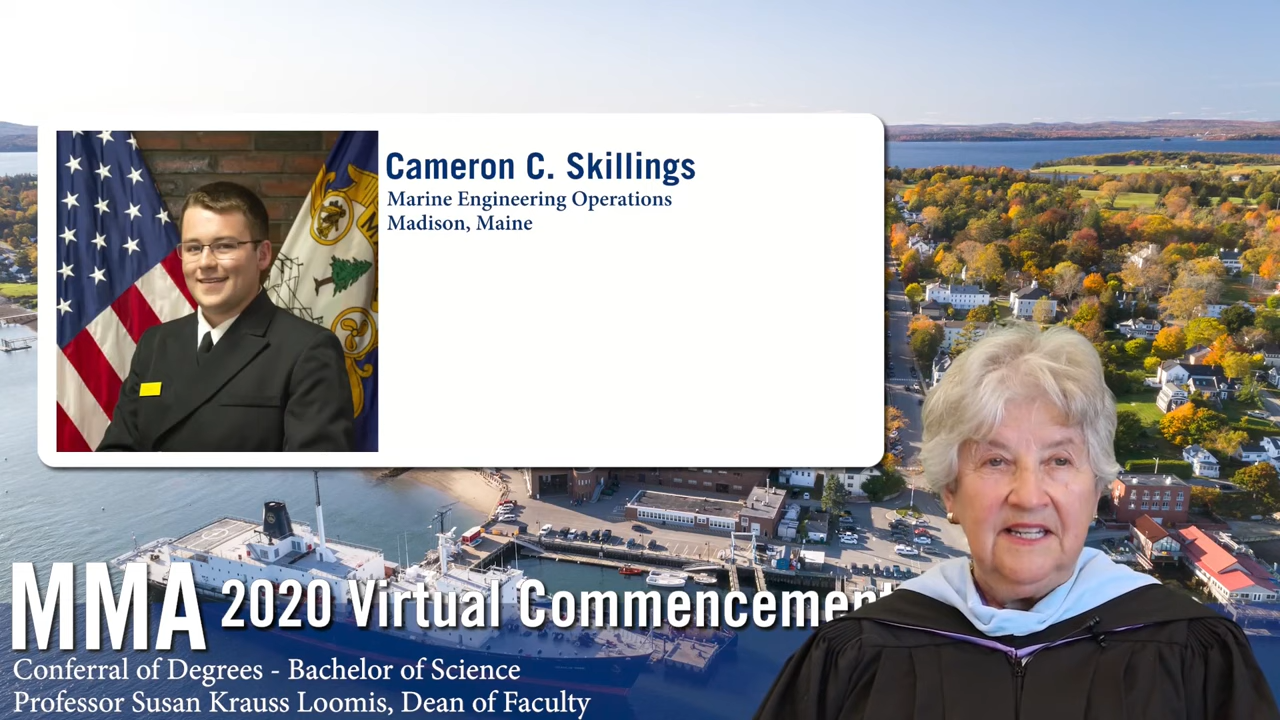 Cameron C. Skillings
Marine Engineering Operations
Madison, Maine
MMA 2020 Virtual Commencement
Conferral of Degrees - Bachelor of Science
Professor Susan Krauss Loomis, Dean of Faculty